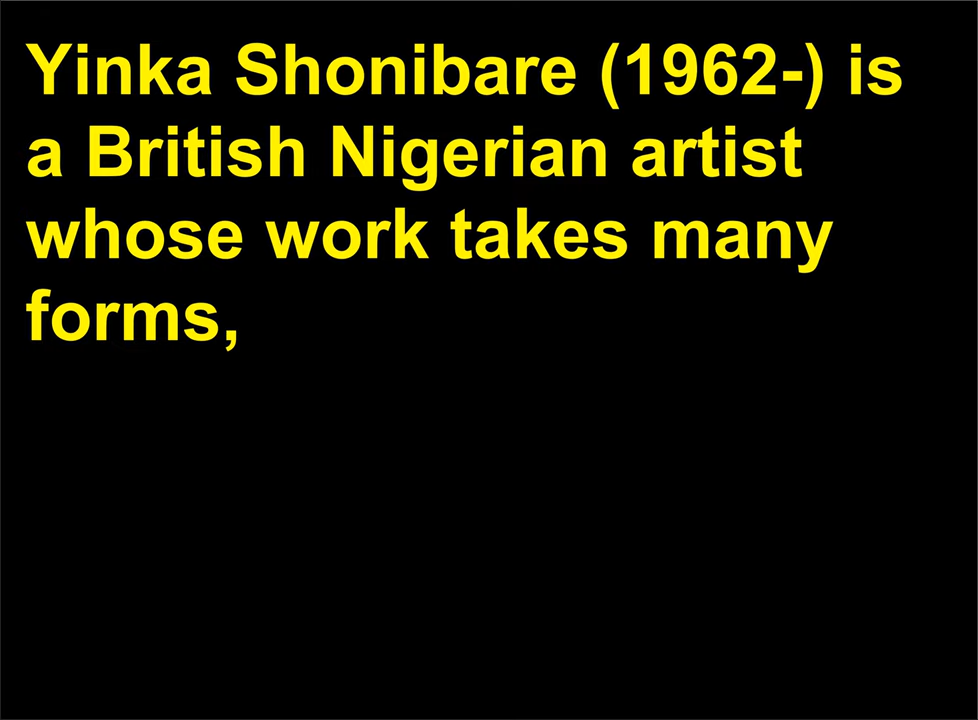 Yinka Shonibare (1962-) is
a British Nigerian artist
whose work takes many
forms,